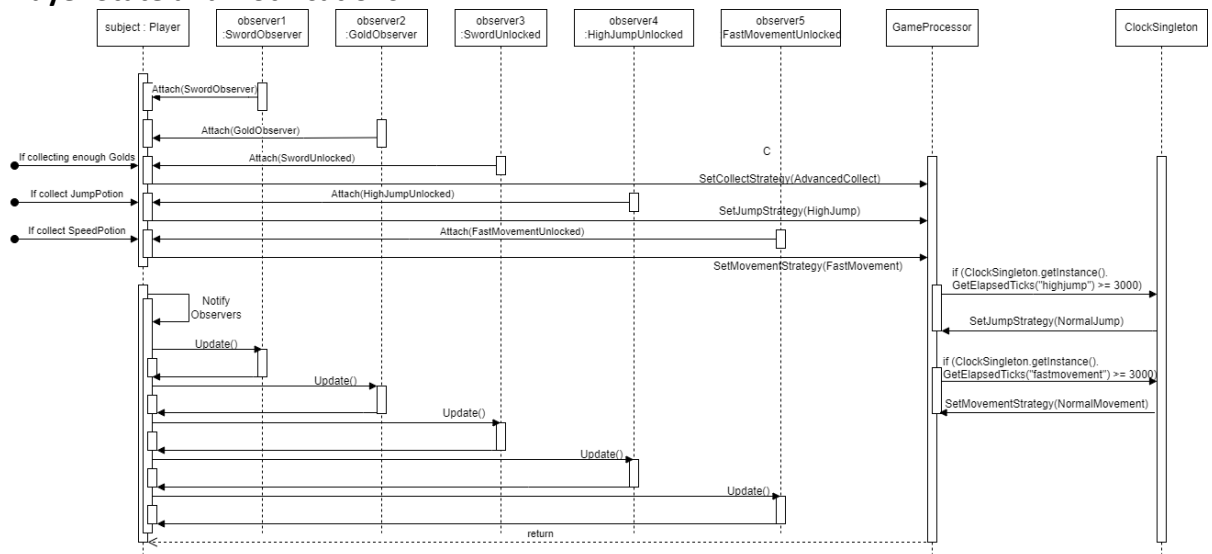 subject : Player
observer1
:SwordObserver
observer2
:GoldObserver
observer3
:SwordUnlocked
observer4
:HighJumpUnlocked
observer5
FastMovementUnlocked
GameProcessor
ClockSingleton
Attach(SwordObserver)
Attach(GoldObserver)
If collecting enough Golds
Attach(SwordUnlocked)
C
SetCollectStrategy(AdvancedCollect)
If collect JumpPotion
Attach(HighJumpUnlocked)
SetJumpStrategy(HighJump)
If collect SpeedPotion
Attach(FastMovementUnlocked)
SetMovementStrategy(FastMovement)
if (ClockSingleton.getInstance().
GetElapsedTicks("highjump") >= 3000)
Notify
Observers
SetJumpStrategy(NormalJump)
Update()
if (ClockSingleton.getInstance().
GetElapsedTicks("fastmovement") >= 3000)
Update()
SetMovementStrategy(NormalMovement)
Update()
Update()
Update()
return